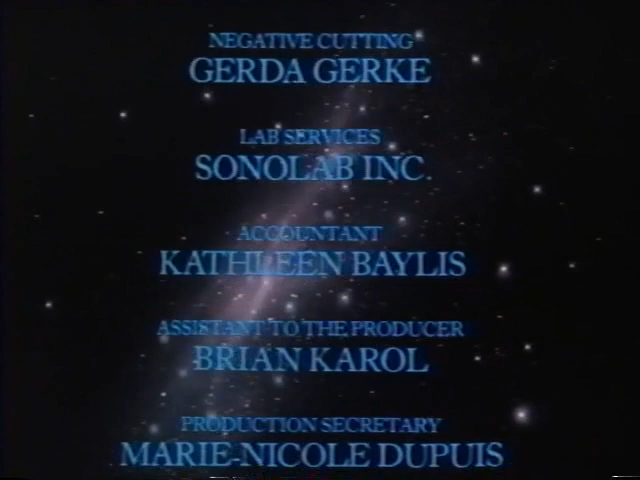 NEGATIVE CUTTING
GERDA GERKE
LAB SERVICES
SONOLAB INC.
ACCOUNTANT
KATHLEEN BAYLIS
ASSISTANT TO THE PRODUCER
BRIAN KAROL
PRODUCTION SECRETARY
MARIE-NICOLE DUPUIS